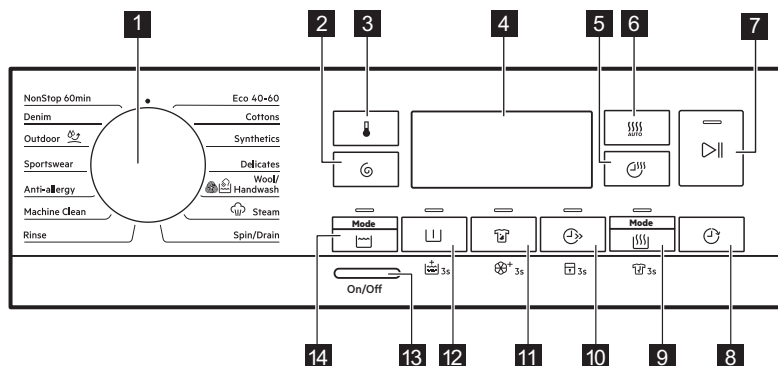 1
2
3
4
5
6
7
NonStop 60min
Denim
Outdoor
Sportswear
Anti-allergy
Machine Clean
Rinse
Eco 40-60
Cottons
Synthetics
Delicates
Wool/
Handwash
Steam
Spin/Drain
AUTO
Mode
Mode
3s
3s
3s
3s
On/Off
14
13
12
11
10
9
8